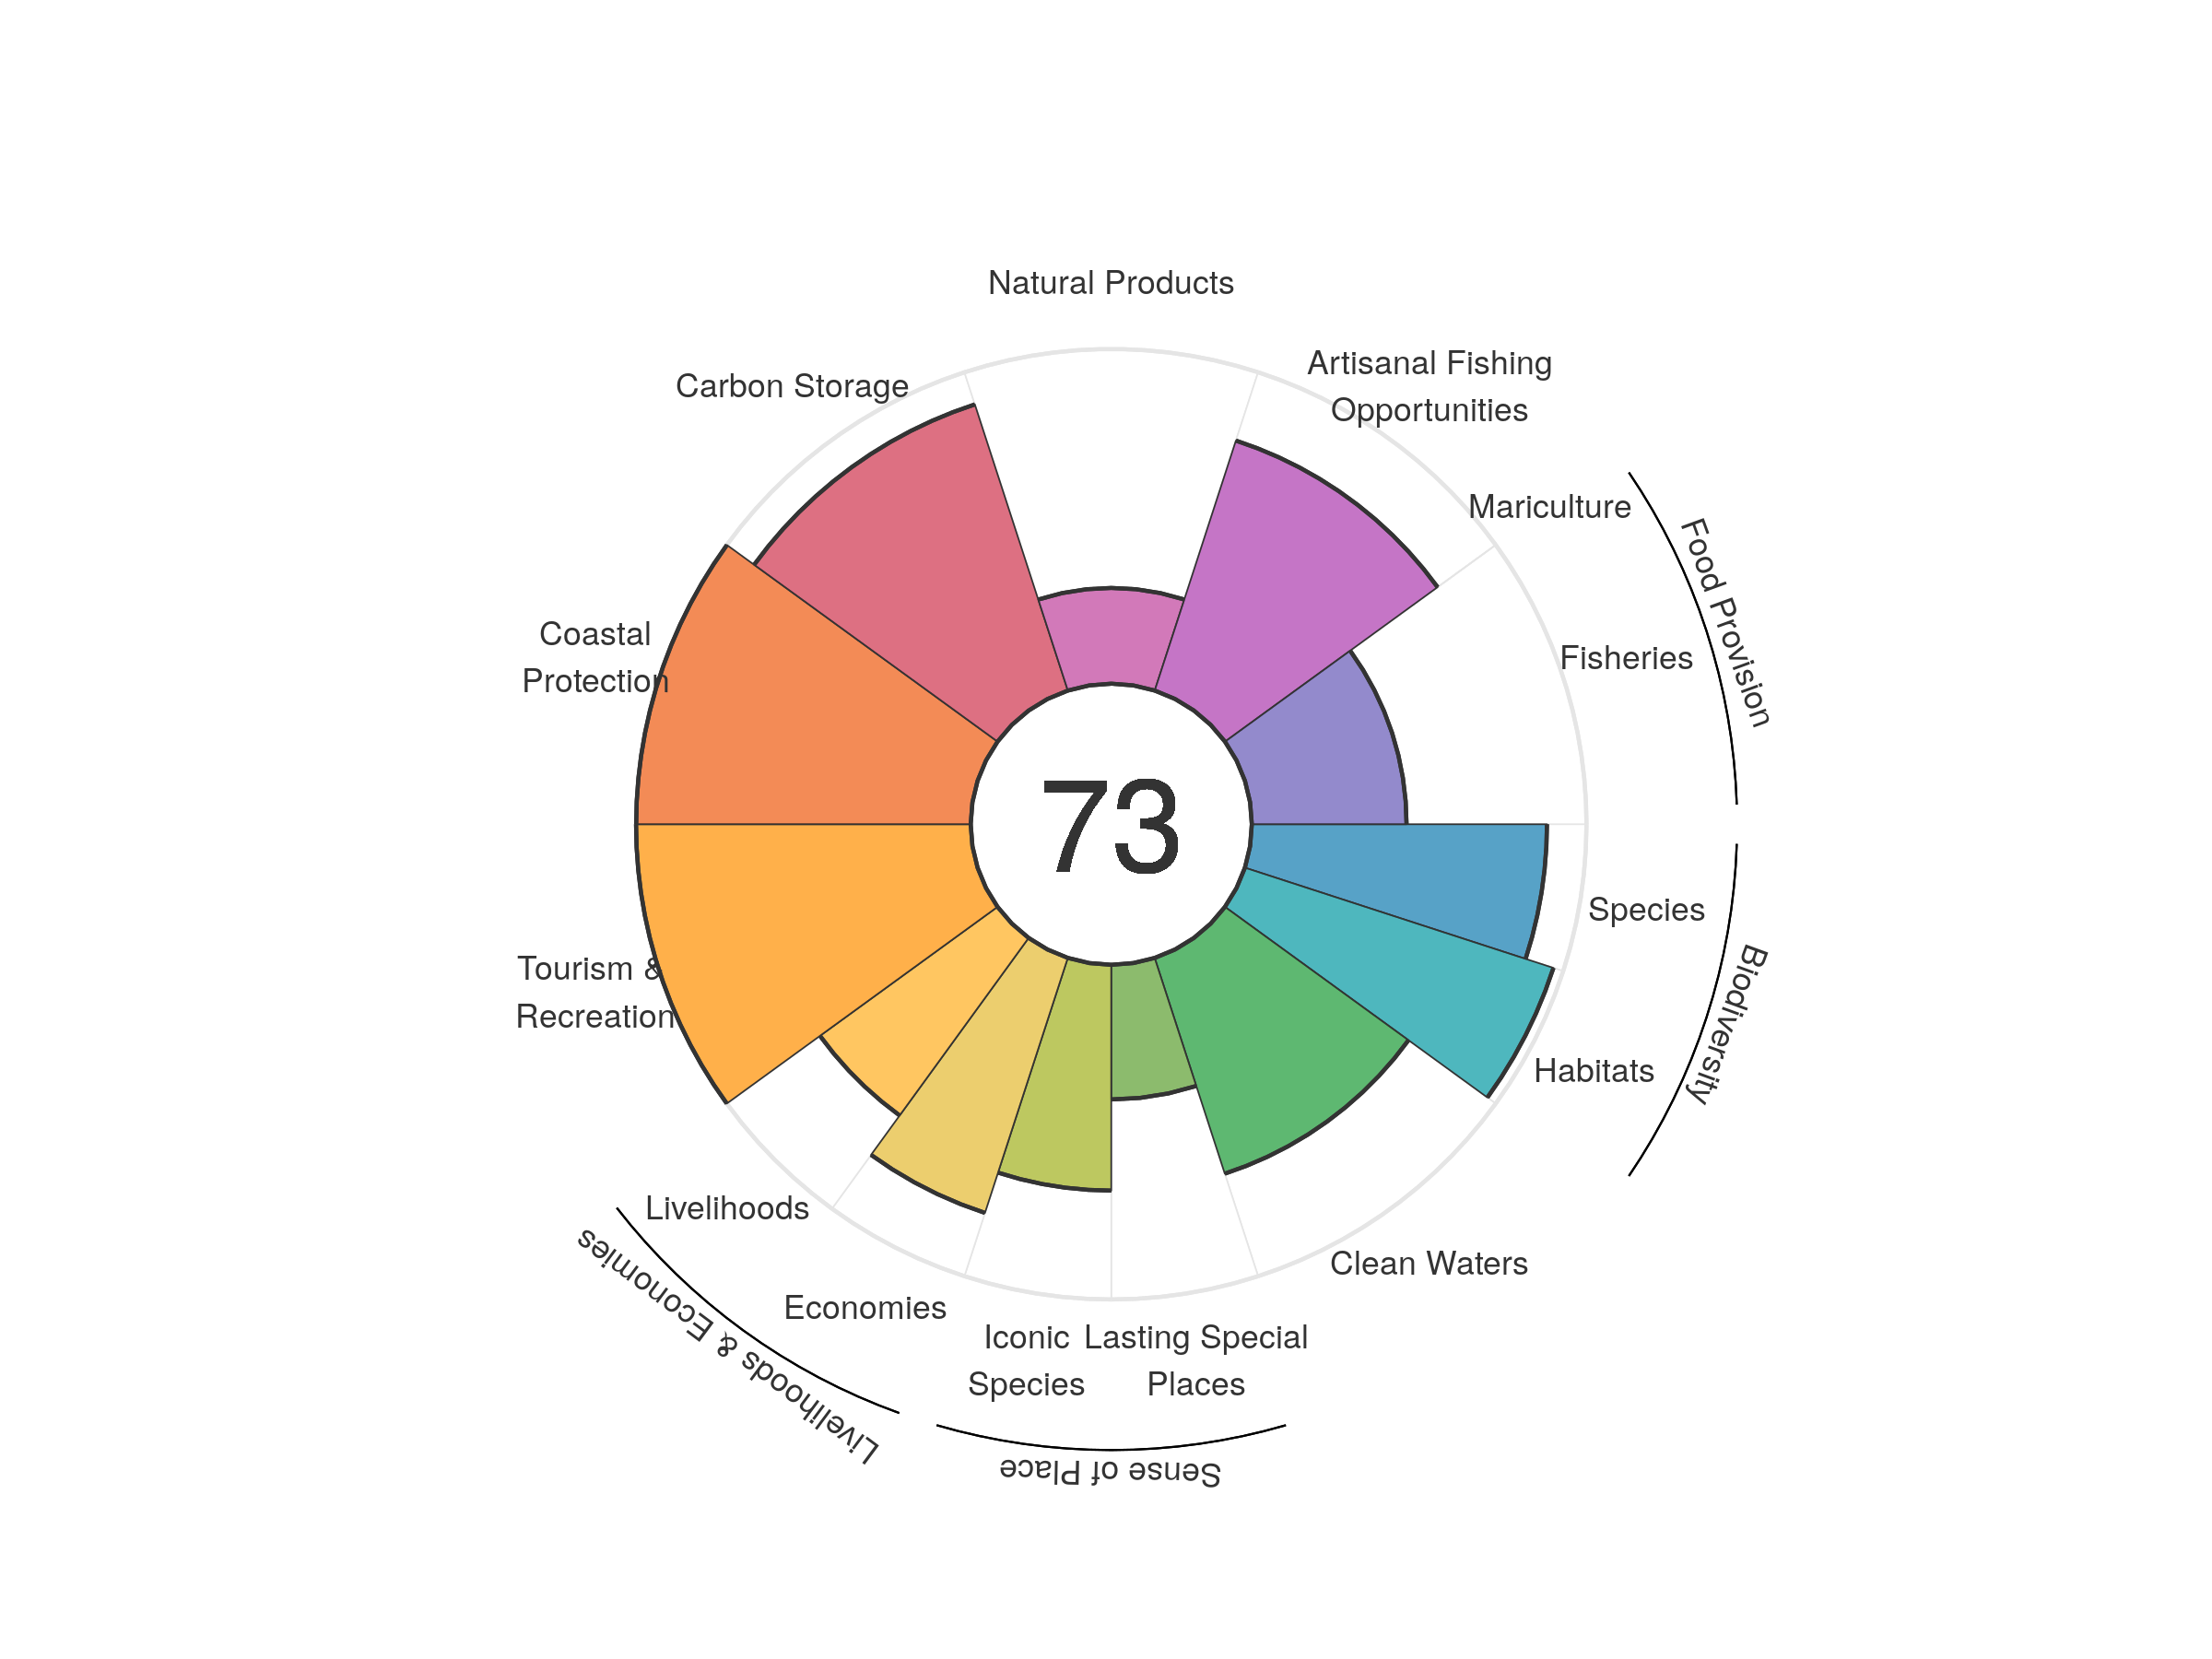 Natural Products
Artisanal Fishing
Opportunities
Carbon Storage
Mariculture
Food Provision
Fisheries
Coastal
Protection
73
Species
Biodiversity
Tourism &
Recreation
Habitats
Livelihoods
Clean Waters
Livelihoods & Economies
Economies
Iconic
Species
Lasting Special
Places
Sense of Place